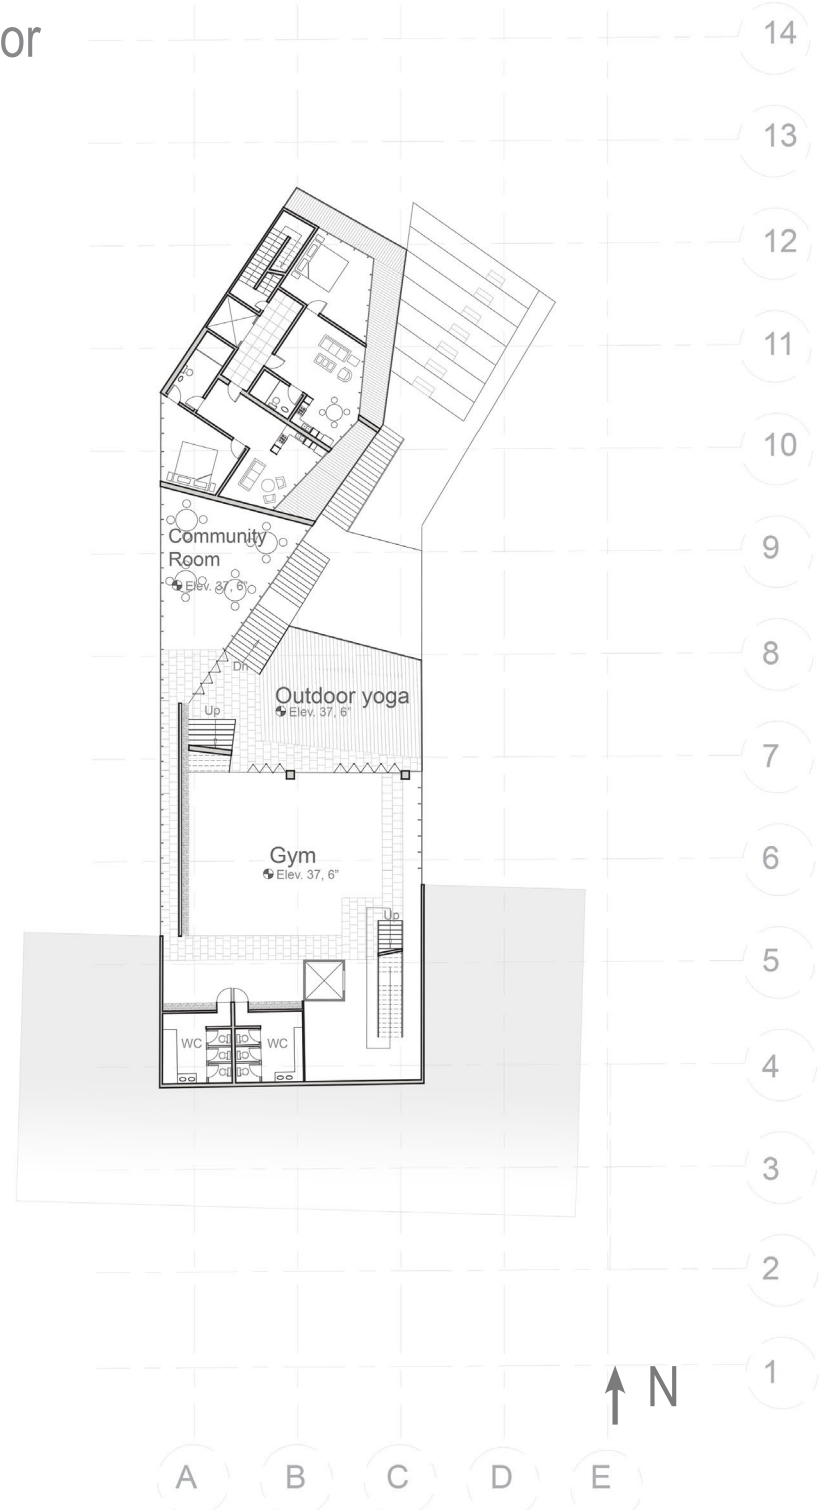 or
14
13
12
11
10
Community
Room
Elev. 37, 6”
9
8
Dn
Outdoor yoga
Elev. 37, 6”
Up
7
Gym
Elev. 37, 6”
6
Up
5
WC
WC
4
3
2
1
N
A
B
C
D
E